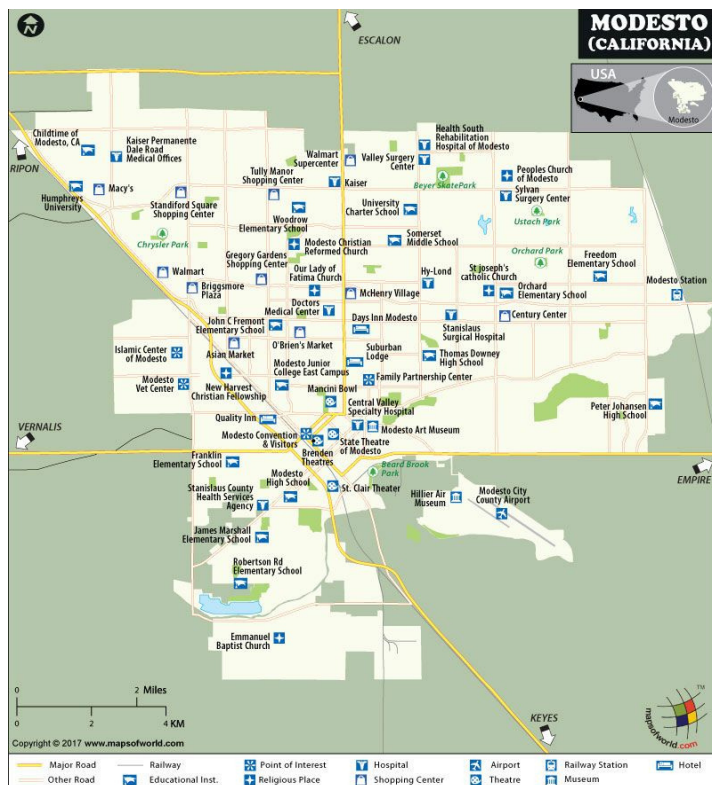 ESCALON
MODESTO
(CALIFORNIA)
USA
Modesto
Childtime of
Modesto, CA
Kaiser Permanente
Dale Road
Medical Offices
RIPON
Humphreys
University
Macy's
Standiford Square
Shopping Center
Tully Manor
Shopping Center
Walmart
Supercenter
Kaiser
Valley Surgery
Center
Health South
Rehabilitation
Hospital of Modesto
Beyer SkatePark
Peoples Church
of Modesto
Sylvan
Surgery Center
Ustach Park
Woodrow
Elementary School
University
Charter School
Chrysler Park
Modesto Christian
Reformed Church
Somerset
Middle School
Orchard Park
Freedom
Elementary School
Walmart
Gregory Gardens
Shopping Center
Our Lady of
Fatima Church
Hy-Lond
St joseph's
catholic Church
Orchard
Elementary School
Modesto Station
Briggsmore
Plaza
McHenry Village
Doctors
Medical Center
Days Inn Modesto
Stanislaus
Surgical Hospital
Century Center
John C Fremont
Elementary School
O'Brien's Market
Asian Market
Islamic Center
of Modesto
Suburban
Lodge
Thomas Downey
High School
Modesto Junior
College East Campus
Family Partnership Center
Modesto
Vet Center
New Harvest
Christian Fellowship
Mancini Bowl
Central Valley
Specialty Hospital
Peter Johansen
High School
Quality Inn
Modesto Art Museum
VERNALIS
Modesto Convention
& Visitors
Brenden
Theatres
State Theatre
of Modesto
Franklin
Elementary School
Beard Brook
Park
EMPIRE
Modesto
High School
St. Clair Theater
Stanislaus County
Health Services
Agency
Hillier Air
Museum
Modesto City
County Airport
James Marshall
Elementary School
Robertson Rd
Elementary School
Emmanuel
Baptist Church
0 2 Miles
0 2 4 KM
KEYES
TM
mapsofworld.com
Copyright © 2017 www.mapsofworld.com
Major Road Railway Point of Interest Hospital Airport Railway Station Hotel
Other Road Educational Inst. Religious Place Shopping Center Theatre Museum